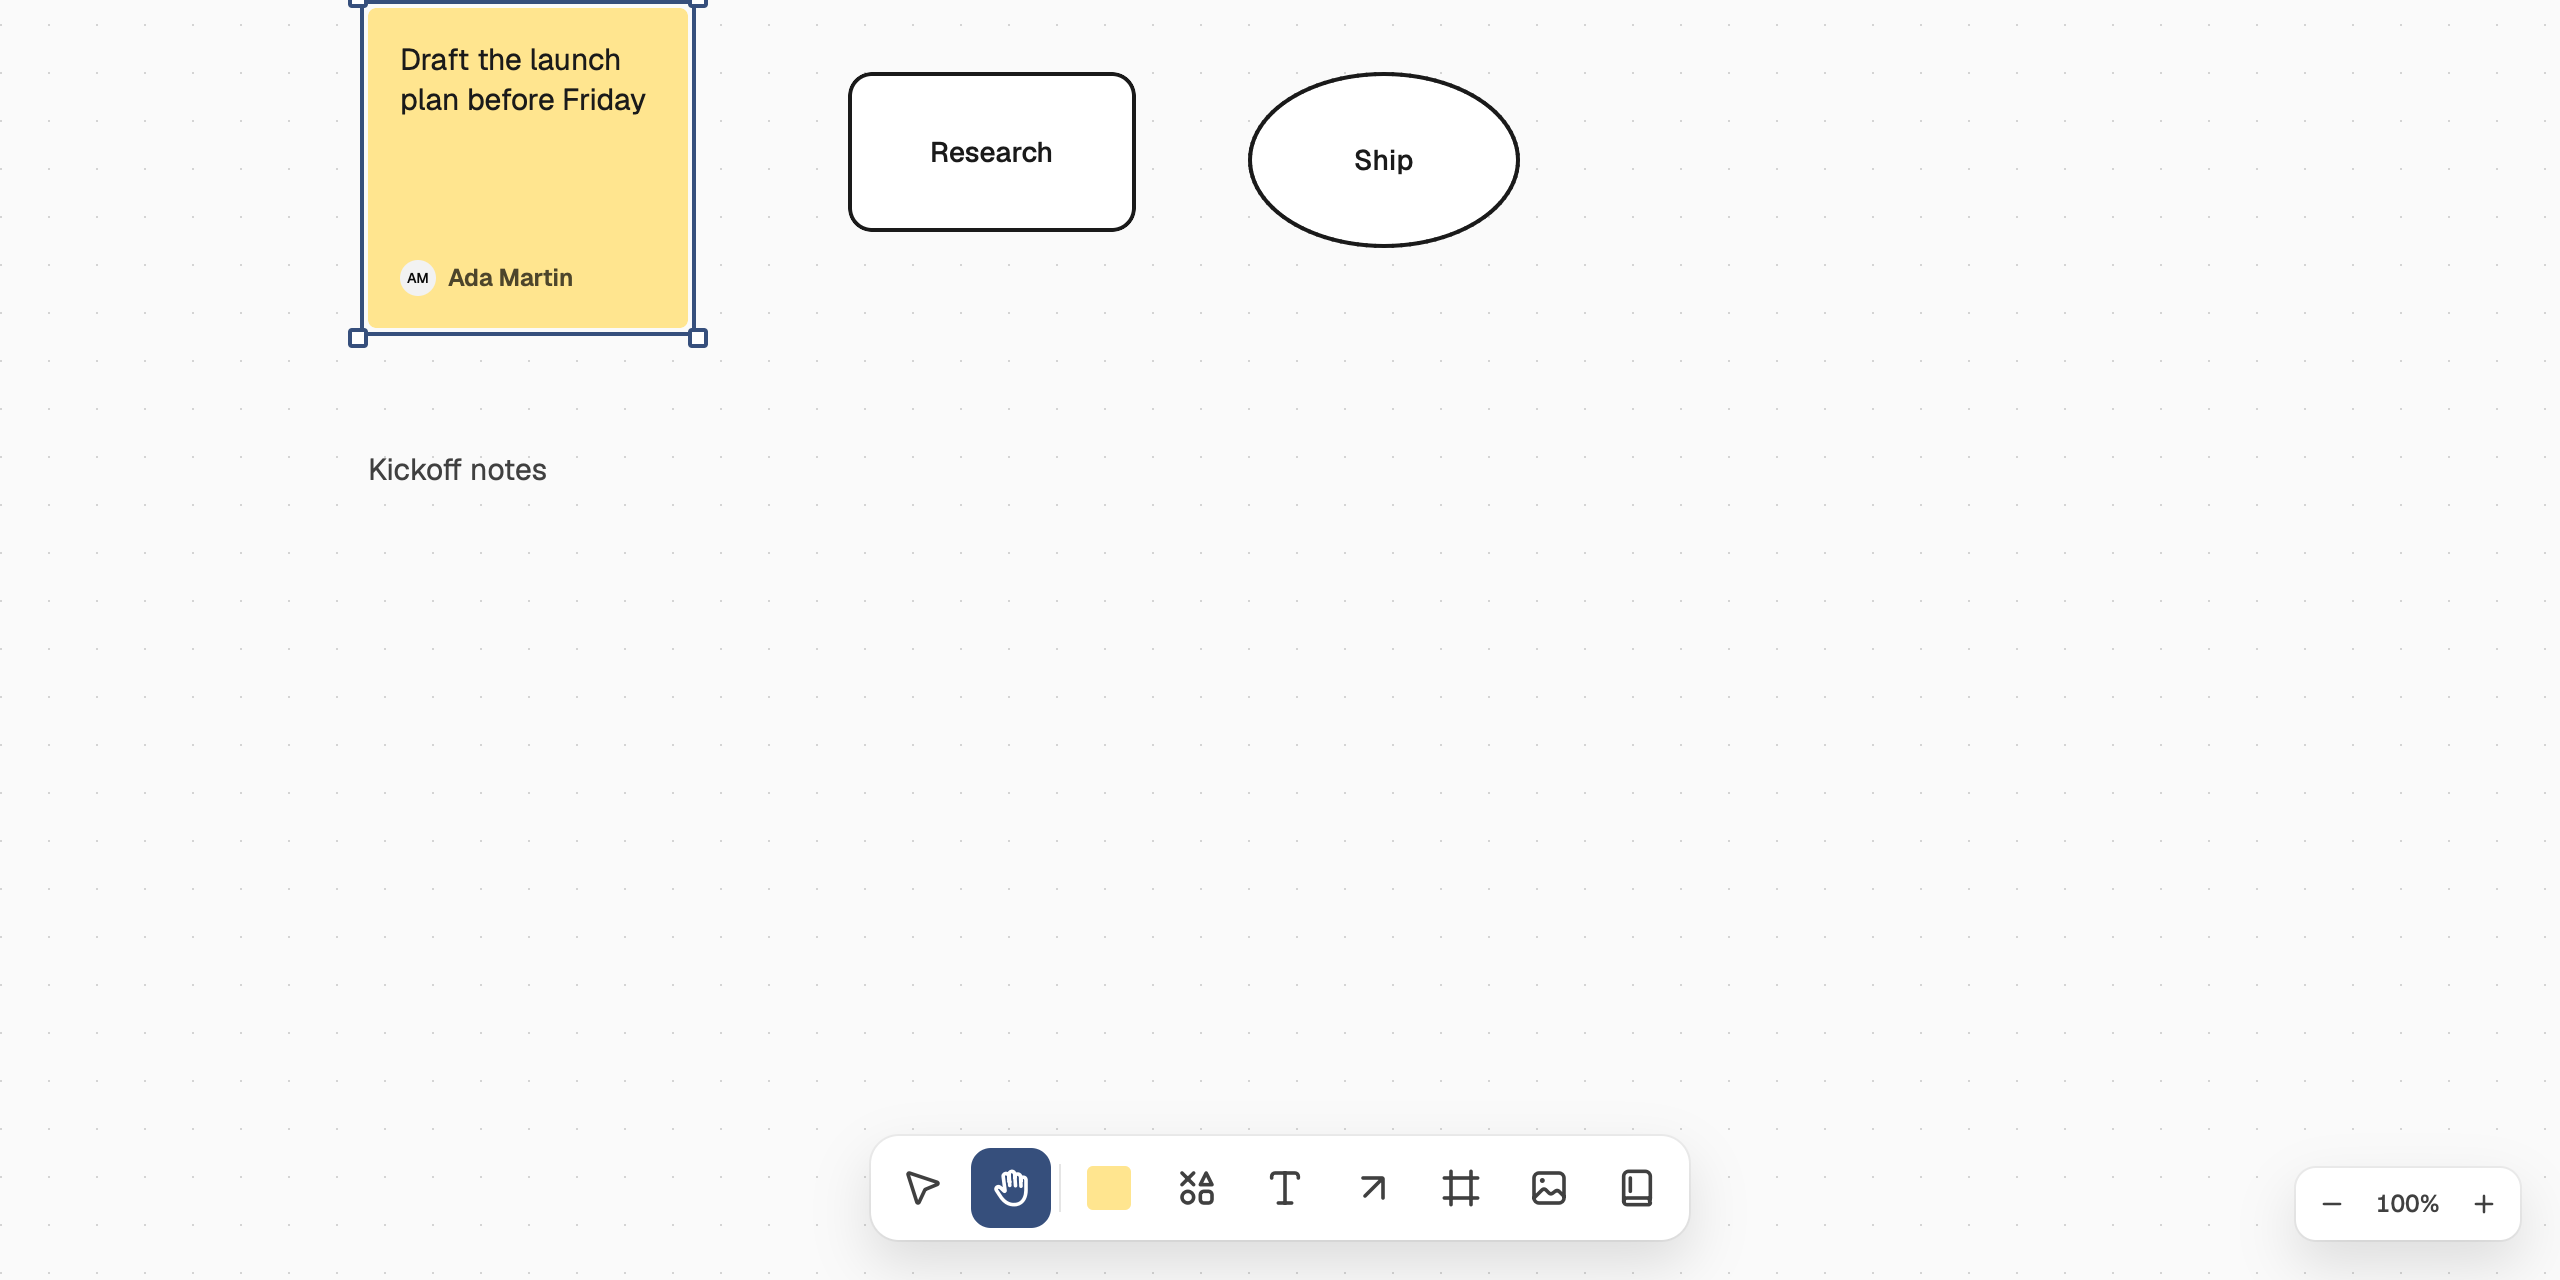 Draft the launch
plan before Friday
AM Ada Martin
Research
Ship
Kickoff notes
100%